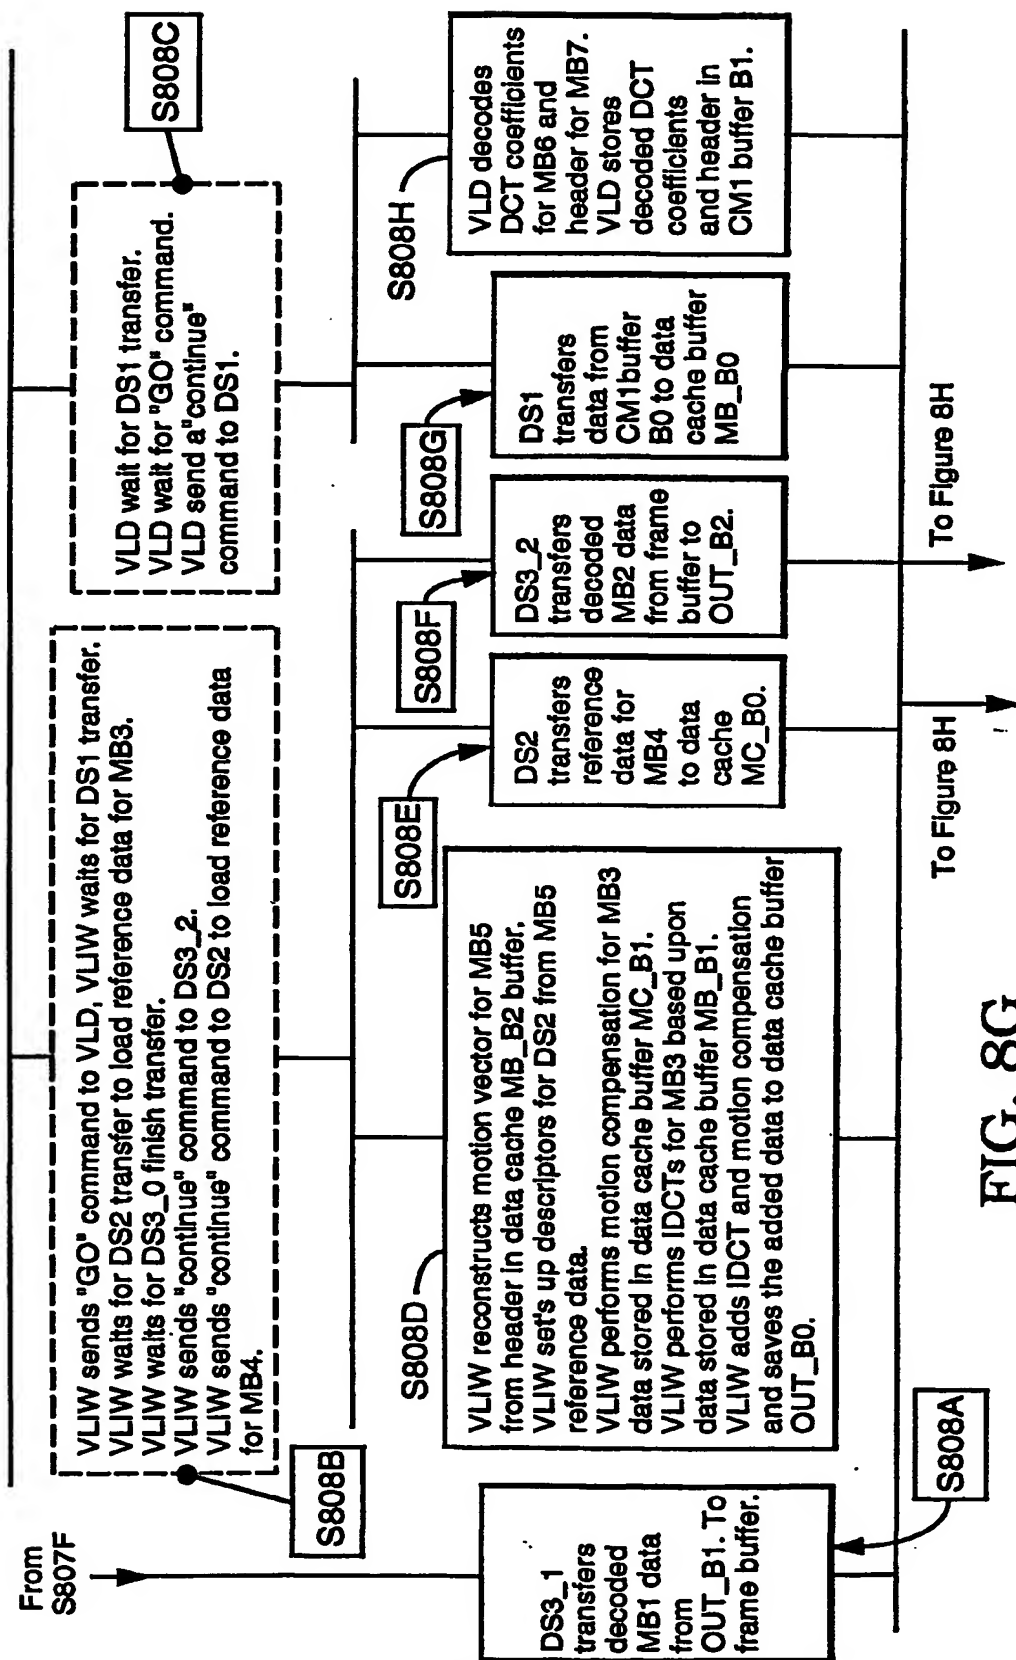 From
S807F
VLIW sends "GO" command to VLD, VLIW waits for DS1 transfer.
VLIW waits for DS2 transfer to load reference data for MB3.
VLIW waits for DS3_0 finish transfer.
VLIW sends "continue" command to DS3_2.
VLIW sends "continue" command to DS2 to load reference data
for MB4.
S808B
VLD wait for DS1 transfer.
VLD wait for "GO" command.
VLD send a"continue"
command to DS1.
S808C
DS3_1
transfers
decoded
MB1 data
from
OUT_B1. To
frame buffer.
S808A
S808D
VLIW reconstructs motion vector for MB5
from header in data cache MB_B2 buffer.
VLIW set's up descriptors for DS2 from MB5
reference data.
VLIW performs motion compensation for MB3
data stored in data cache buffer MC_B1.
VLIW performs IDCTs for MB3 based upon
data stored in data cache buffer MB_B1.
VLIW adds IDCT and motion compensation
and saves the added data to data cache buffer
OUT_B0.
S808E
DS2
transfers
reference
data for
MB4
to data
cache
MC_B0.
S808F
DS3_2
transfers
decoded
MB2 data
from frame
buffer to
OUT_B2.
S808G
DS1
transfers
data from
CM1buffer
B0 to data
cache buffer
MB_B0
S808H
VLD decodes
DCT coefficients
for MB6 and
header for MB7.
VLD stores
decoded DCT
coefficients
and header in
CM1 buffer B1.
To Figure 8H
To Figure 8H
FIG. 8G